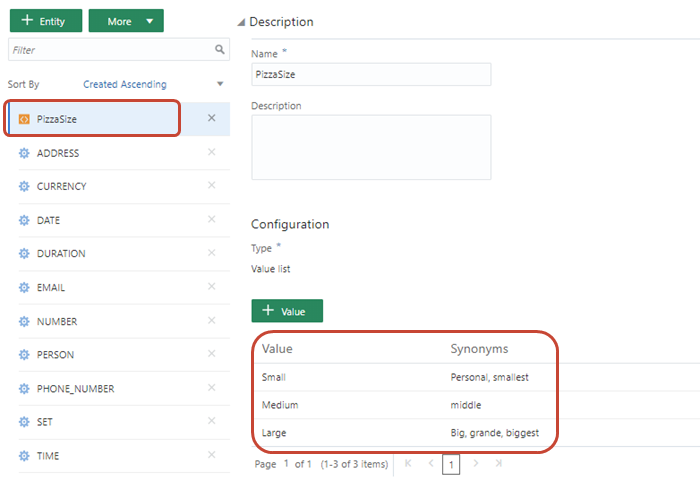 + Entity
More
Filter
Sort By Created Ascending
PizzaSize
ADDRESS
CURRENCY
DATE
DURATION
EMAIL
NUMBER
PERSON
PHONE_NUMBER
SET
TIME
Description
Name *
PizzaSize
Description
Configuration
Type *
Value list
+ Value
Value Synonyms
Small Personal, smallest
Medium middle
Large Big, grande, biggest
Page 1 of 1 (1-3 of 3 items) 1